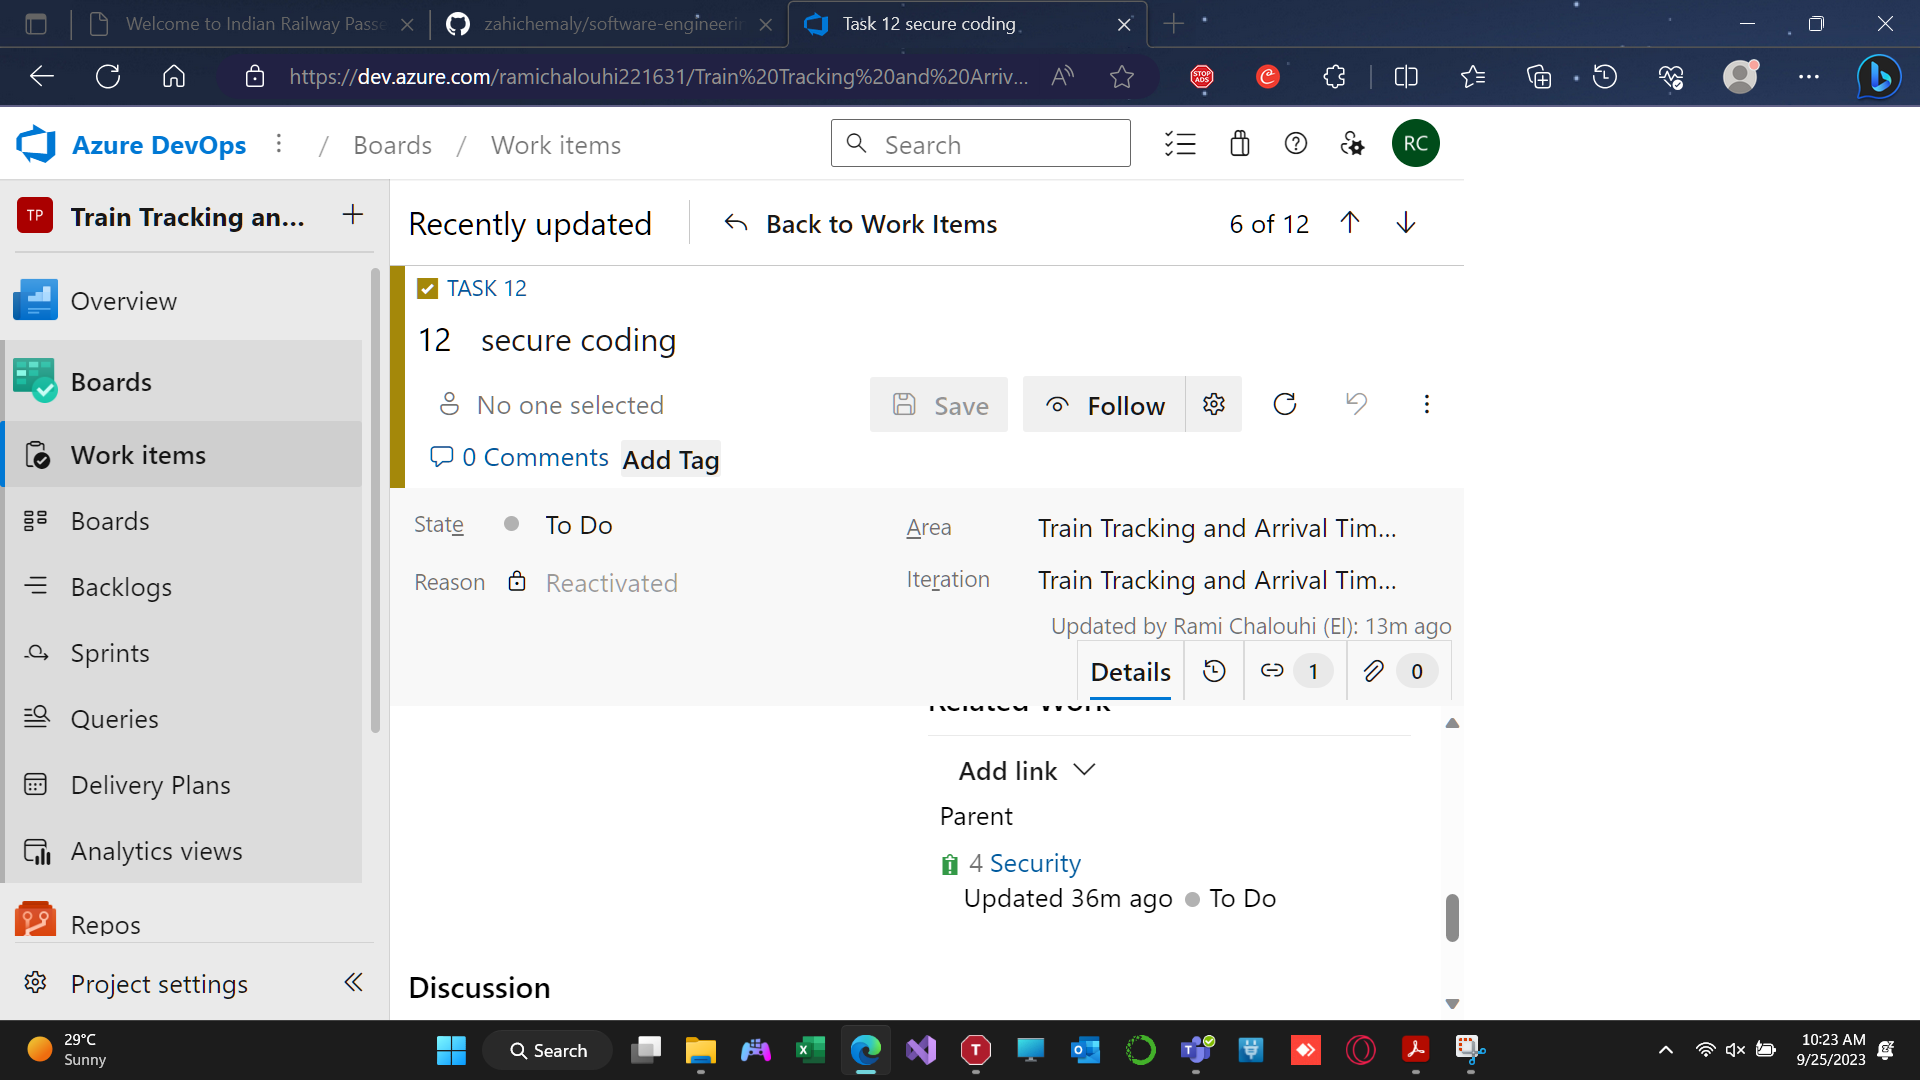 Welcome to Indian Railway Passe
zahichemaly/software-engineerin
Task 12 secure coding
https://dev.azure.com/ramichalouhi221631/Train%20Tracking%20and%20Arriv...
Azure DevOps / Boards / Work items
Search
RC
TP
Train Tracking an...
Recently updated
Back to Work Items
6 of 12
TASK 12
12 secure coding
No one selected
Save
Follow
0 Comments
Add Tag
State
To Do
Area
Train Tracking and Arrival Tim...
Reason
Reactivated
Iteration
Train Tracking and Arrival Tim...
Updated by Rami Chalouhi (El): 13m ago
Details
1
0
Related Work
Add link
Parent
4 Security
Updated 36m ago
To Do
Discussion
Overview
Boards
Work items
Boards
Backlogs
Sprints
Queries
Delivery Plans
Analytics views
Repos
Project settings
29°C
Sunny
Search
10:23 AM
9/25/2023